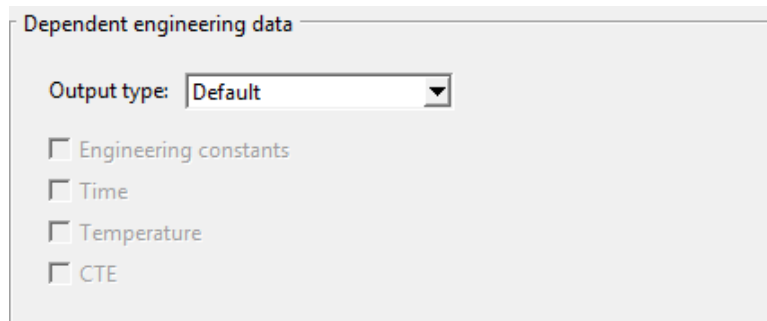 Dependent engineering data
Output type: Default
Engineering constants
Time
Temperature
CTE